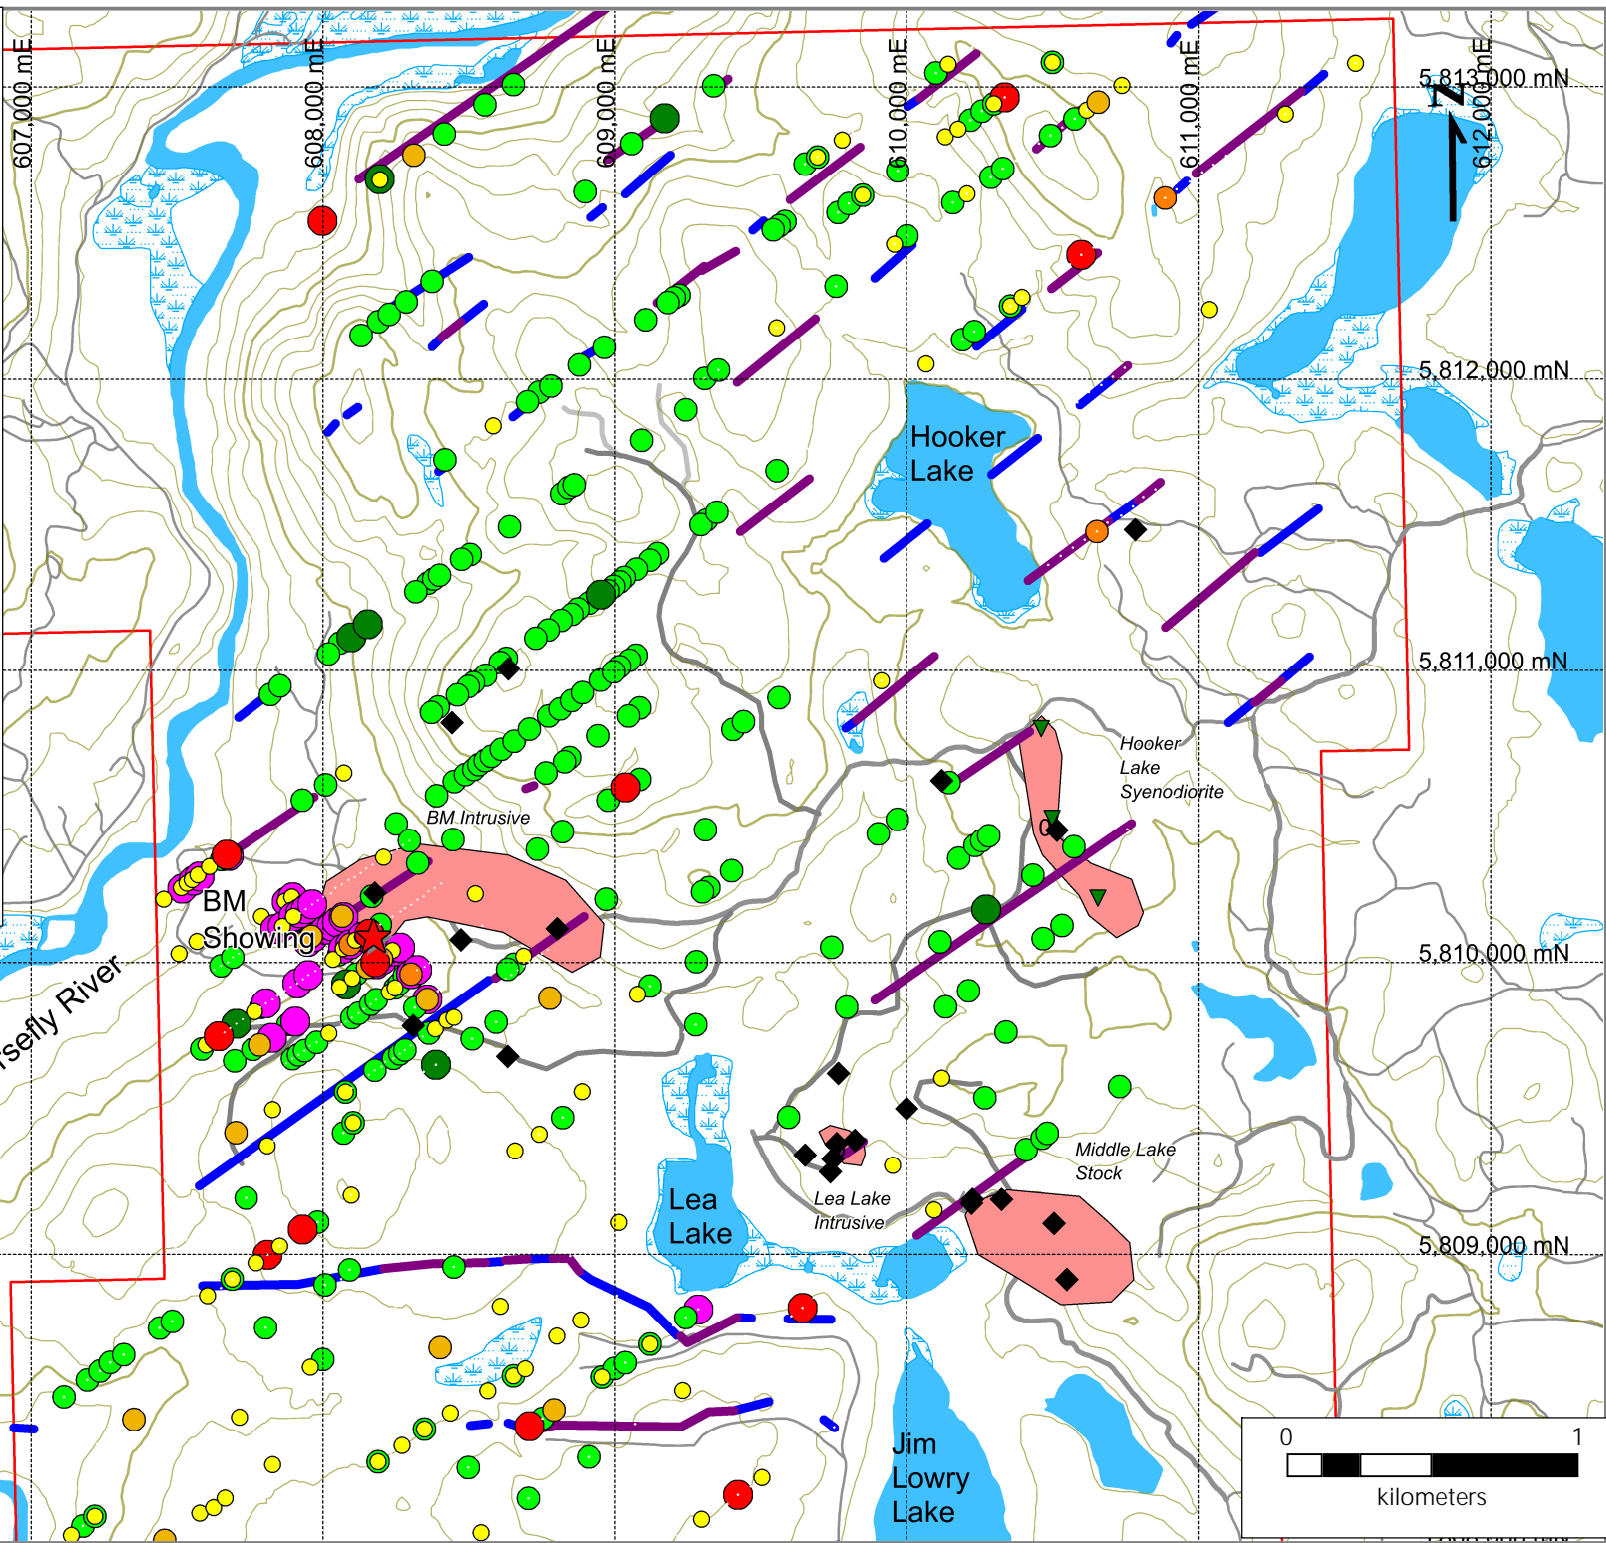 607,000 mE
608,000 mE
609,000 mE
610,000 mE
611,000 mE
612,000 mE
5,813,000 mN
5,812,000 mN
Hooker
Lake
5,811,000 mN
Hooker
Lake
Syenodiorite
BM Intrusive
BM
Showing
5,810,000 mN
rsefly River
Middle Lake
Stock
Lea
Lake
Lea Lake
Intrusive
5,809,000 mN
Jim
Lowry
Lake
0 1
kilometers